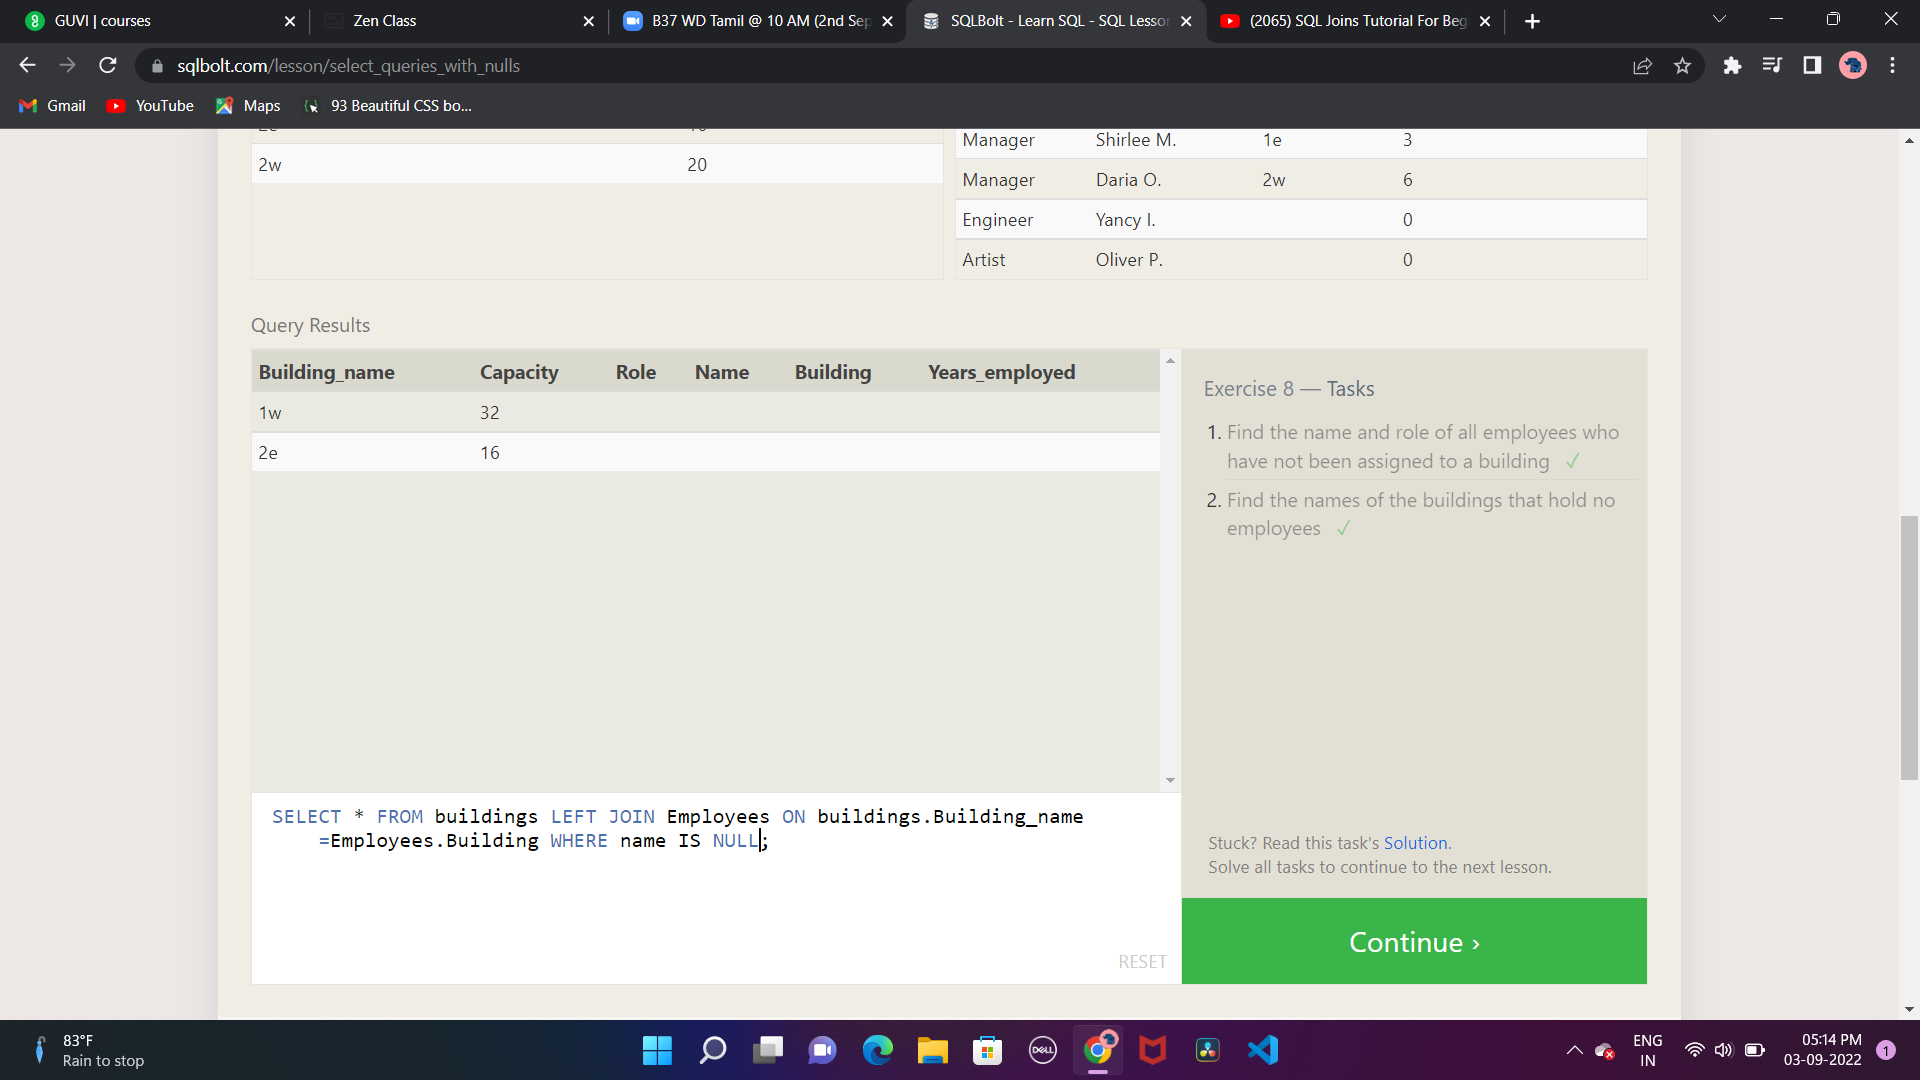 GUVI | courses
Zen Class
B37 WD Tamil @ 10 AM (2nd Sep
SQLBolt - Learn SQL - SQL Lesson
(2065) SQL Joins Tutorial For Beg
sqlbolt.com/lesson/select_queries_with_nulls
Gmail
YouTube
Maps
93 Beautiful CSS bo...
2w 20
Manager Shirlee M. 1e 3
Manager Daria O. 2w 6
Engineer Yancy I. 0
Artist Oliver P. 0
Query Results
Building_name Capacity Role Name Building Years_employed
1w 32
2e 16
Exercise 8 — Tasks
1. Find the name and role of all employees who
have not been assigned to a building ✓
2. Find the names of the buildings that hold no
employees ✓
SELECT * FROM buildings LEFT JOIN Employees ON buildings.Building_name
=Employees.Building WHERE name IS NULL;
RESET
Stuck? Read this task's Solution.
Solve all tasks to continue to the next lesson.
Continue ›
83°F
Rain to stop
DELL
ENG
IN
05:14 PM
03-09-2022
1